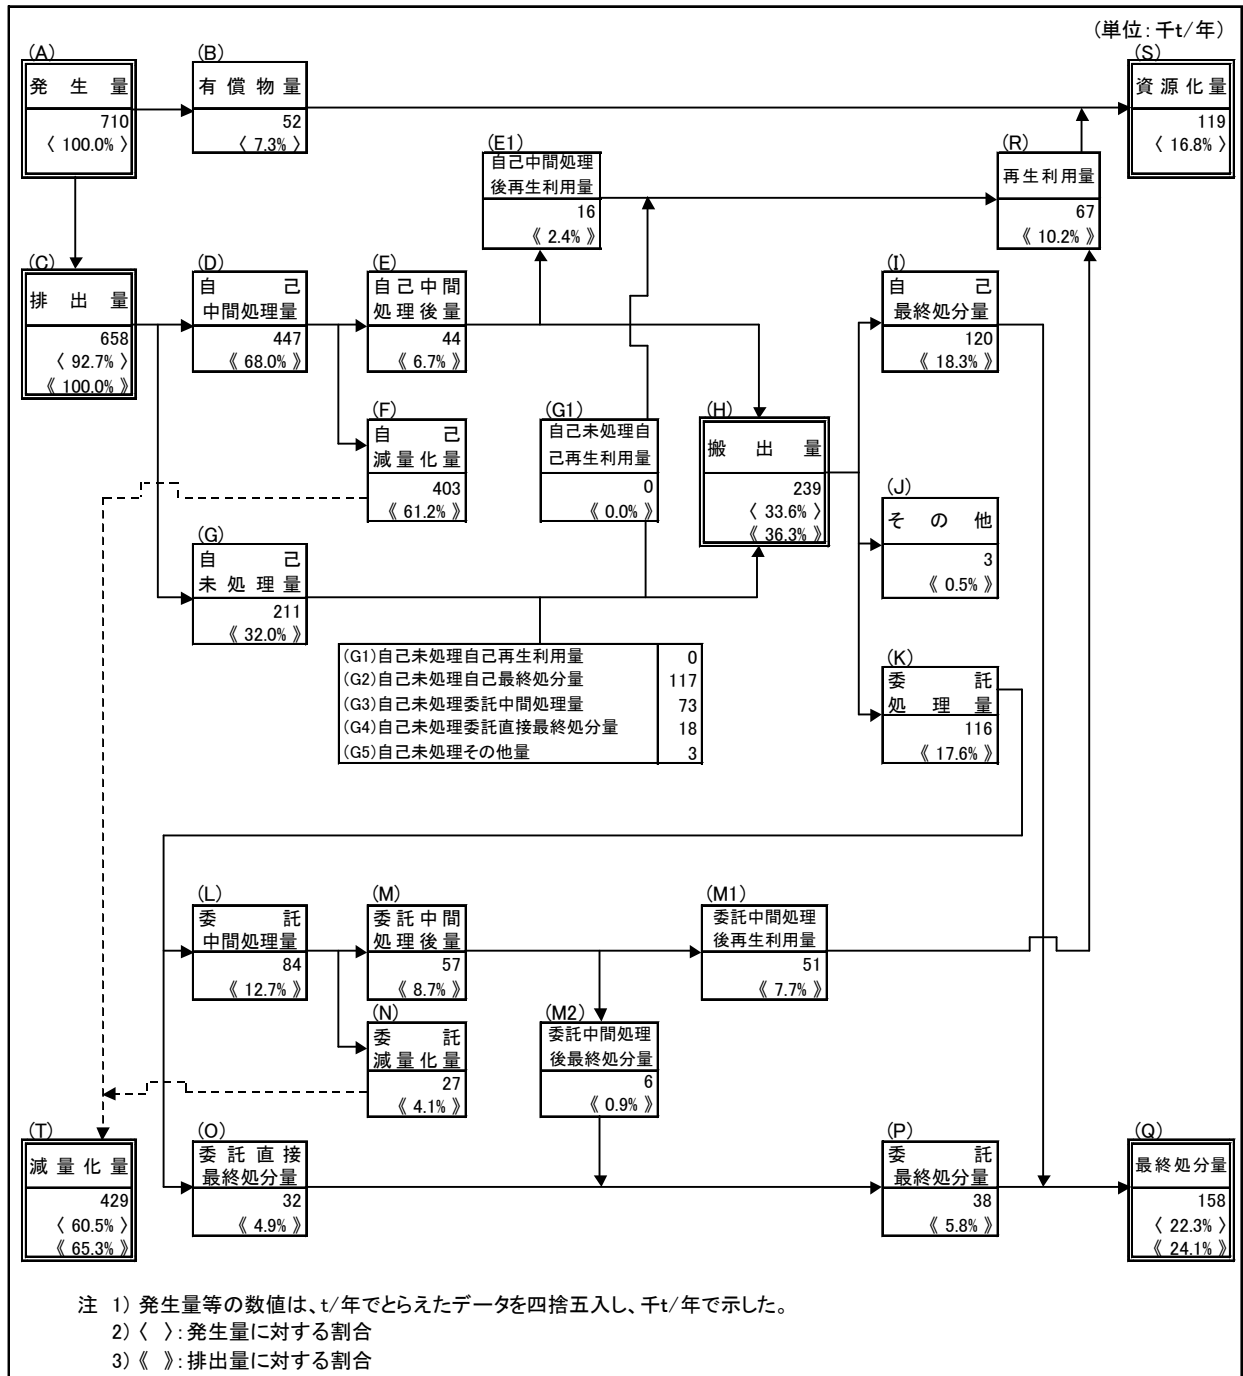 (単位:千t/年)
(A)
発生量
710
〈 100.0% 〉
(B)
有償物量
52
〈 7.3% 〉
(S)
資源化量
119
〈 16.8% 〉
(E1)
自己中間処理
後再生利用量
16
《 2.4% 》
(R)
再生利用量
67
《 10.2% 》
(C)
排出量
658
〈 92.7% 〉
《 100.0% 》
(D)
自己
中間処理量
447
《 68.0% 》
(E)
自己中間
処理後量
44
《 6.7% 》
(I)
自己
最終処分量
120
《 18.3% 》
(F)
自己
減量化量
403
《 61.2% 》
(G1)
自己未処理自
己再生利用量
0
《 0.0% 》
(H)
搬出量
239
〈 33.6% 〉
《 36.3% 》
(J)
その他
3
《 0.5% 》
(G)
自己
未処理量
211
《 32.0% 》
(G1)自己未処理自己再生利用量 0
(G2)自己未処理自己最終処分量 117
(G3)自己未処理委託中間処理量 73
(G4)自己未処理委託直接最終処分量 18
(G5)自己未処理その他量 3
(K)
委託
処理量
116
《 17.6% 》
(L)
委託
中間処理量
84
《 12.7% 》
(M)
委託中間
処理後量
57
《 8.7% 》
(M1)
委託中間処理
後再生利用量
51
《 7.7% 》
(N)
委託
減量化量
27
《 4.1% 》
(M2)
委託中間処理
後最終処分量
6
《 0.9% 》
(T)
減量化量
429
〈 60.5% 〉
《 65.3% 》
(O)
委託直接
最終処分量
32
《 4.9% 》
(P)
委託
最終処分量
38
《 5.8% 》
(Q)
最終処分量
158
〈 22.3% 〉
《 24.1% 》
注 1) 発生量等の数値は、t/年でとらえたデータを四捨五入し、千t/年で示した。
2)〈 〉:発生量に対する割合
3)《 》:排出量に対する割合